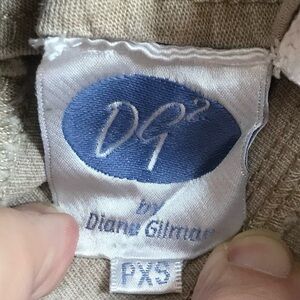 DG²
by
Diane Gilman
PXS